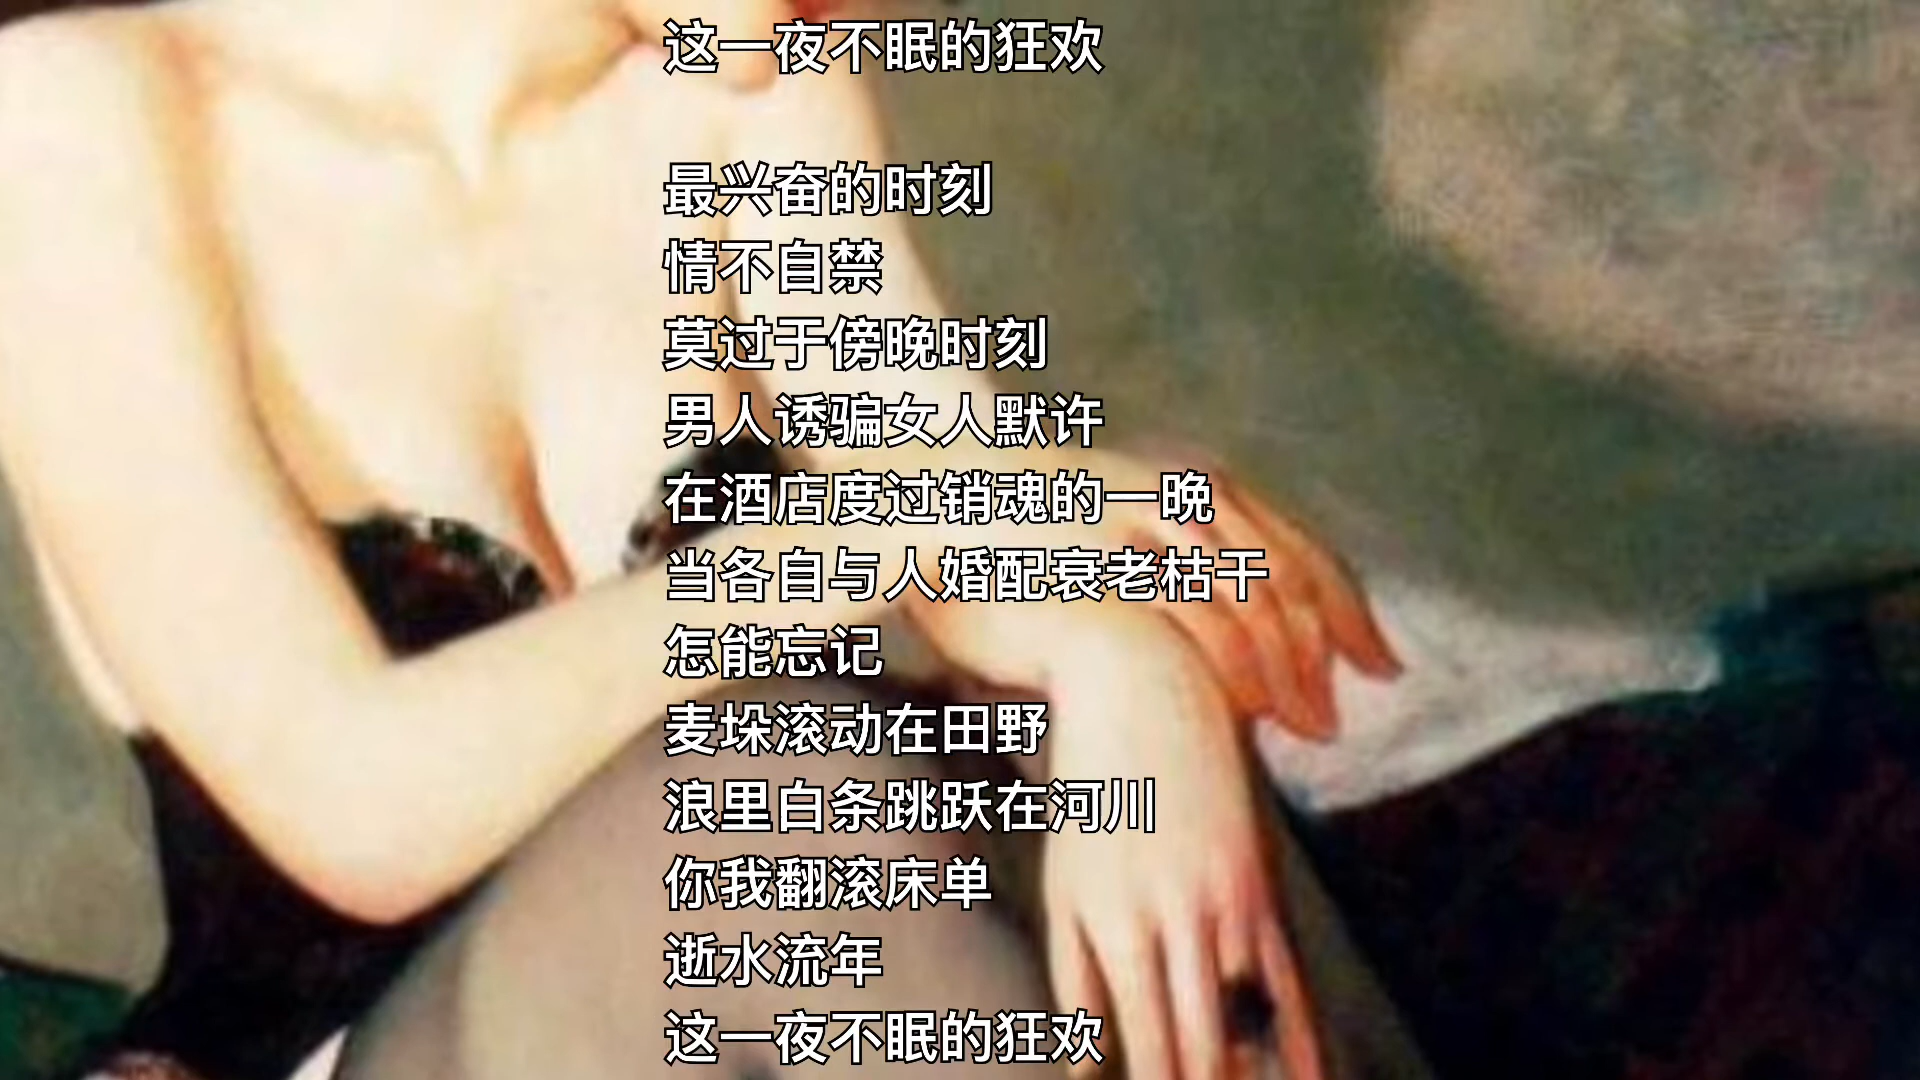 这一夜不眠的狂欢
最兴奋的时刻
情不自禁
莫过于傍晚时刻
男人诱骗女人默许
在酒店度过销魂的一晚
当各自与人婚配衰老枯干
怎能忘记
麦垛滚动在田野
浪里白条跳跃在河川
你我翻滚床单
逝水流年
这一夜不眠的狂欢